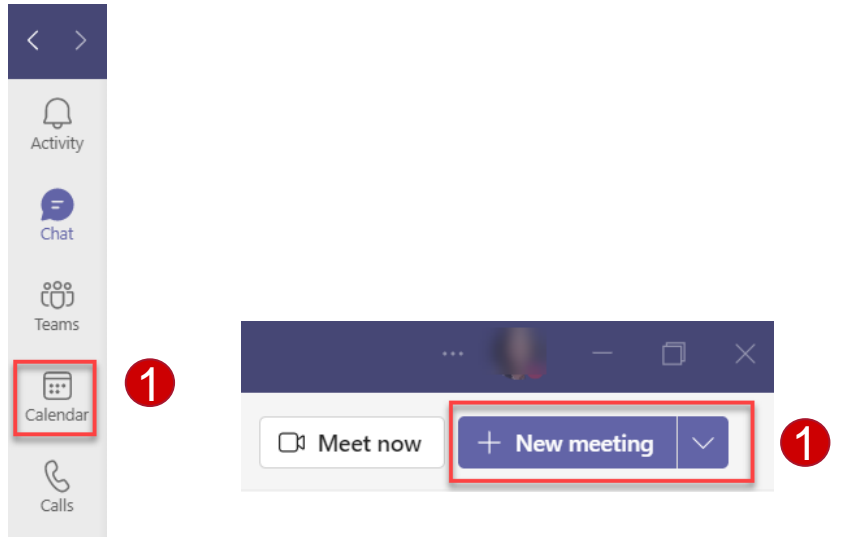 Activity
Chat
Teams
Calendar
1
Calls
Meet now
New meeting
1